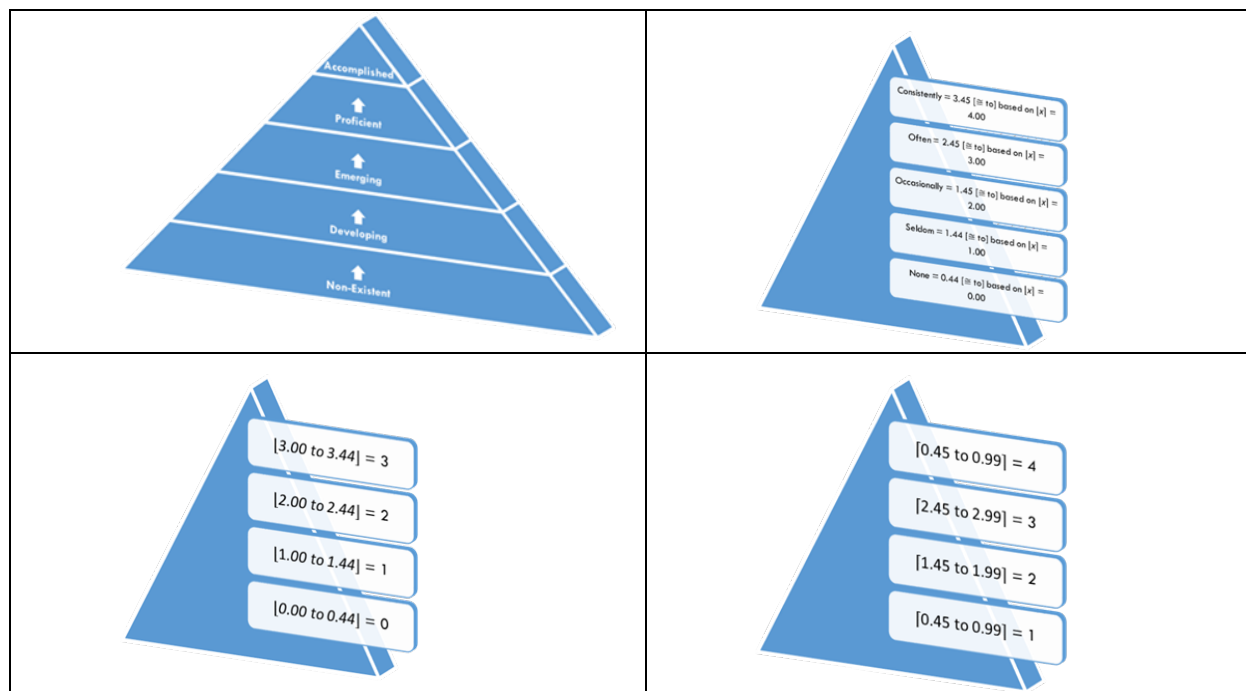 Accomplished
Proficient
Emerging
Developing
Non-Existent
Consistently = 3.45 [≅ to] based on ⌊x⌋ =
4.00
Often = 2.45 [≅ to] based on ⌊x⌋ =
3.00
Occasionally = 1.45 [≅ to] based on ⌊x⌋ =
2.00
Seldom = 1.44 [≅ to] based on ⌊x⌋ =
1.00
None = 0.44 [≅ to] based on ⌊x⌋ =
0.00
⌊3.00 to 3.44⌋ = 3
⌊2.00 to 2.44⌋ = 2
⌊1.00 to 1.44⌋ = 1
⌊0.00 to 0.44⌋ = 0
⌈0.45 to 0.99⌉ = 4
⌈2.45 to 2.99⌉ = 3
⌈1.45 to 1.99⌉ = 2
⌈0.45 to 0.99⌉ = 1